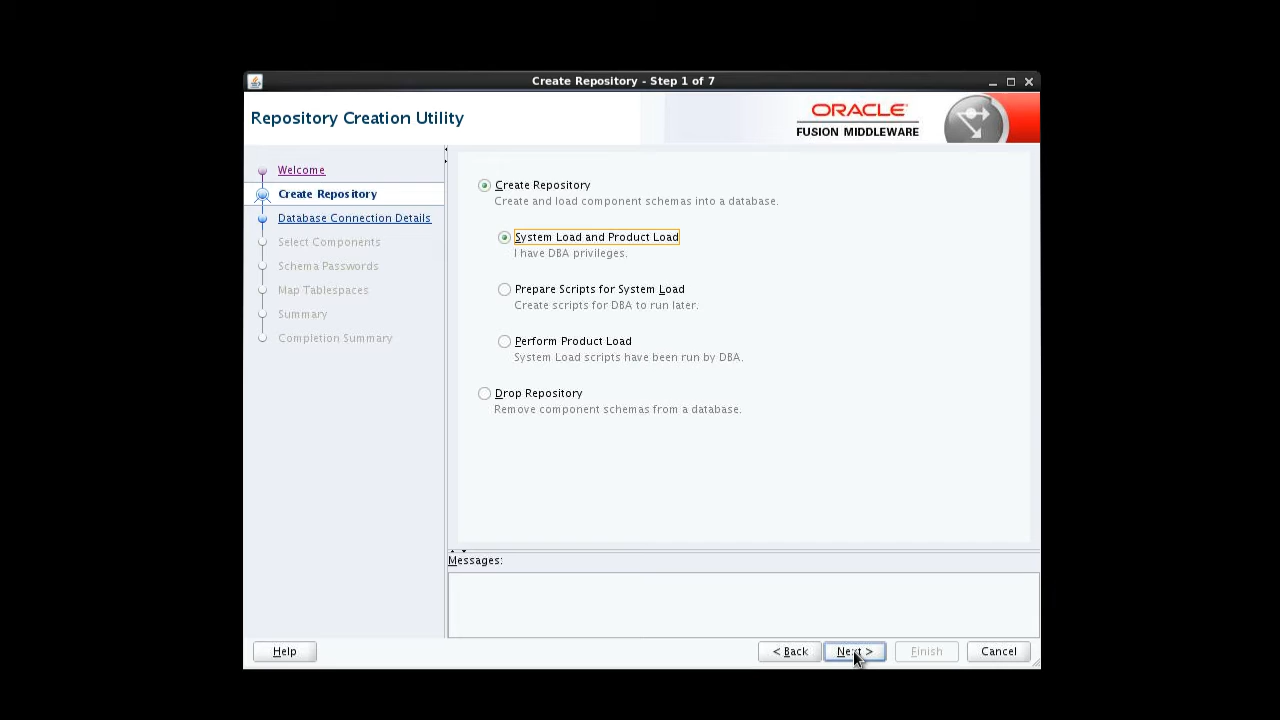 Create Repository - Step 1 of 7
Repository Creation Utility
ORACLE
FUSION MIDDLEWARE
Welcome
Create Repository
Database Connection Details
Select Components
Schema Passwords
Map Tablespaces
Summary
Completion Summary
Create Repository
Create and load component schemas into a database.
System Load and Product Load
I have DBA privileges.
Prepare Scripts for System Load
Create scripts for DBA to run later.
Perform Product Load
System Load scripts have been run by DBA.
Drop Repository
Remove component schemas from a database.
Messages:
Help
< Back
Next >
Finish
Cancel